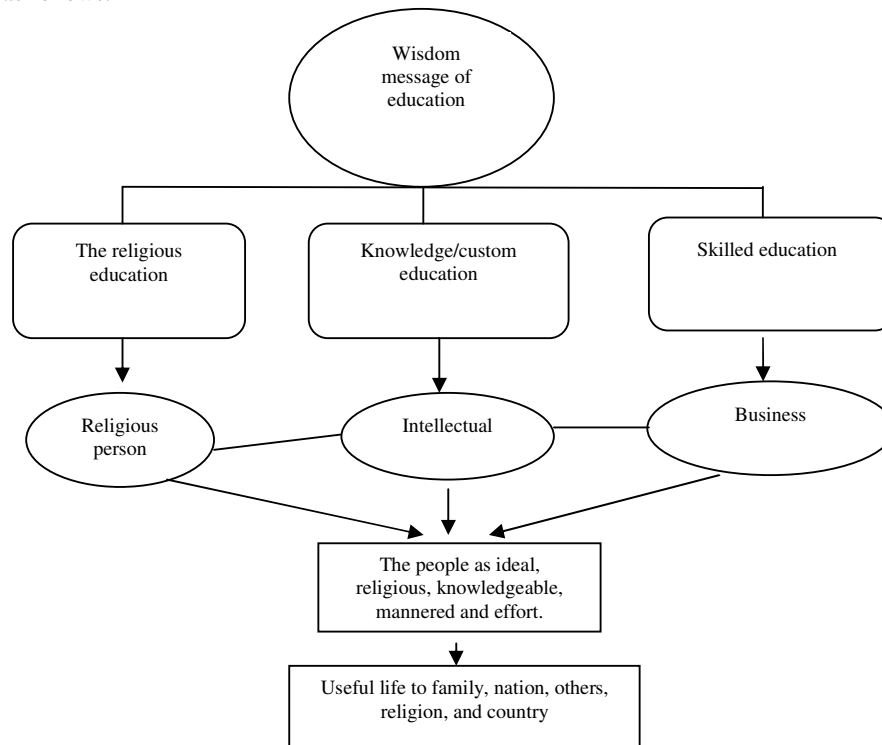 Wisdom
message of
education
The religious
education
Knowledge/custom
education
Skilled education
Religious
person
Intellectual
Business
The people as ideal,
religious, knowledgeable,
mannered and effort.
Useful life to family, nation, others,
religion, and country